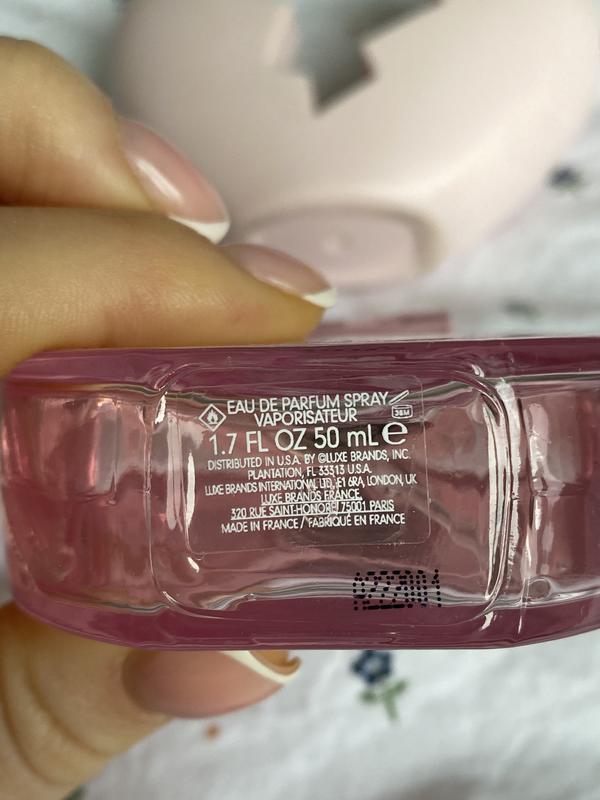 EAU DE PARFUM SPRAY
VAPORISATEUR
36M
1.7 FL OZ 50 mL ℮
DISTRIBUTED IN U.S.A. BY ©LUXE BRANDS, INC.
PLANTATION, FL 33313 U.S.A.
LUXE BRANDS INTERNATIONAL LTD, E1 6RA, LONDON, UK
LUXE BRANDS FRANCE,
320 RUE SAINT-HONORÉ, 75001 PARIS
MADE IN FRANCE / FABRIQUÉ EN FRANCE